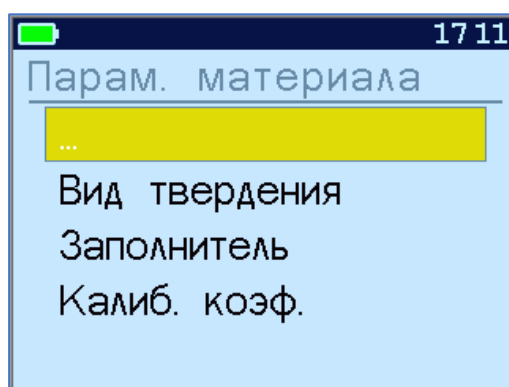 17 11
Парам. материала
...
Вид твердения
Заполнитель
Калиб. коэф.